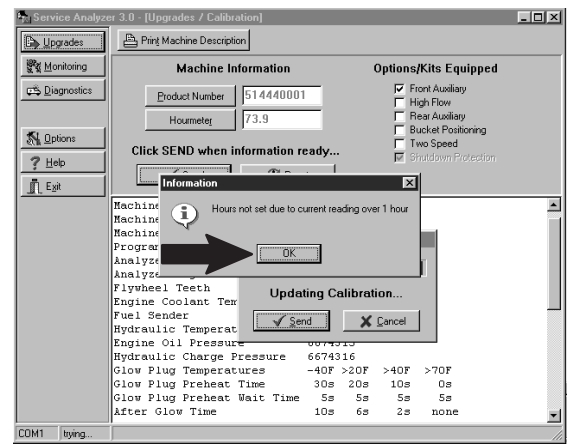 Service Analyzer 3.0 - [Upgrades / Calibration]
Upgrades
Print Machine Description
Monitoring
Diagnostics
Options
Help
Exit
Machine Information
Options/Kits Equipped
Product Number
514440001
Hourmeter
73.9
Front Auxiliary
High Flow
Rear Auxiliary
Bucket Positioning
Two Speed
Shutdown Protection
Click SEND when information ready...
Information
Hours not set due to current reading over 1 hour
OK
Updating Calibration...
Send
Cancel
Machine
Machine
Machine
Flywheel Teeth
Engine Coolant
Fuel Sender
Hydraulic
Engine Oil Pressure
Hydraulic Charge Pressure 6674316
Glow Plug Temperatures -40F >20F >40F >70F
Glow Plug Preheat Time 30s 20s 10s 0s
Glow Plug Preheat Wait Time 5s 5s 5s 5s
After Glow Time 10s 6s 2s none
COM1 trying...